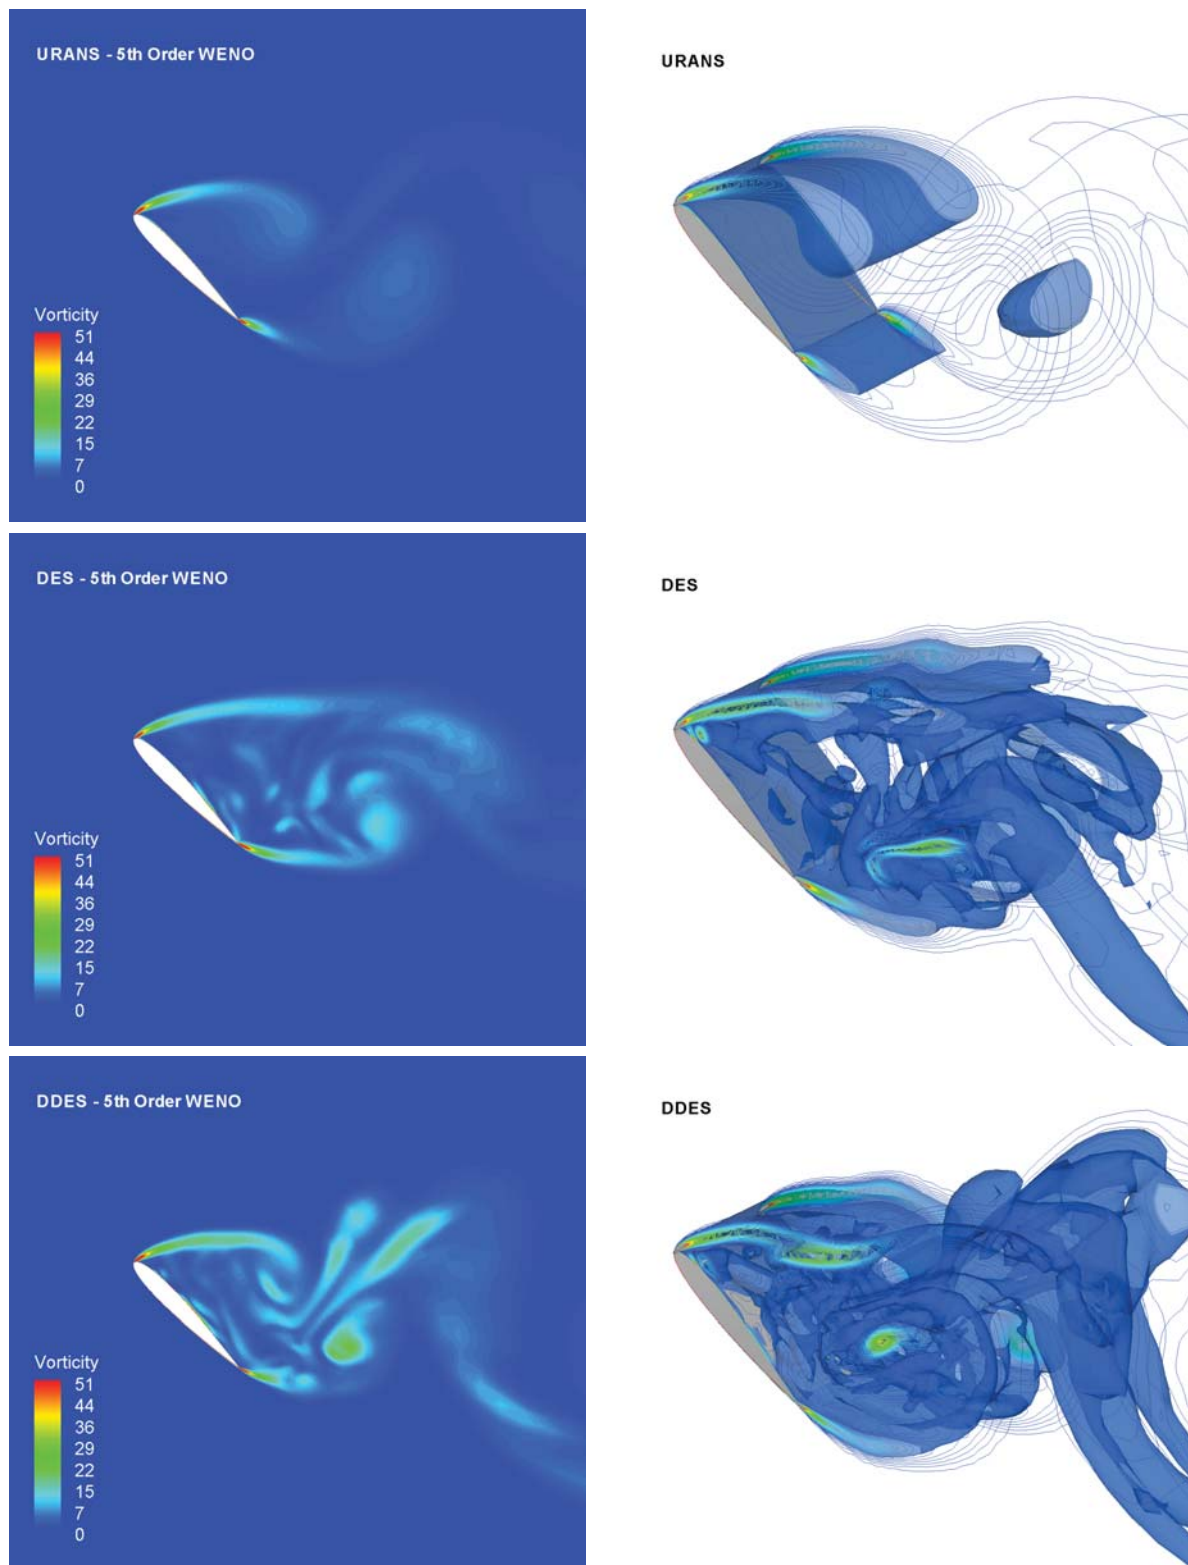 URANS - 5th Order WENO
URANS
Vorticity
51
44
36
29
22
15
7
0
DES - 5th Order WENO
DES
Vorticity
51
44
36
29
22
15
7
0
DDES - 5th Order WENO
DDES
Vorticity
51
44
36
29
22
15
7
0